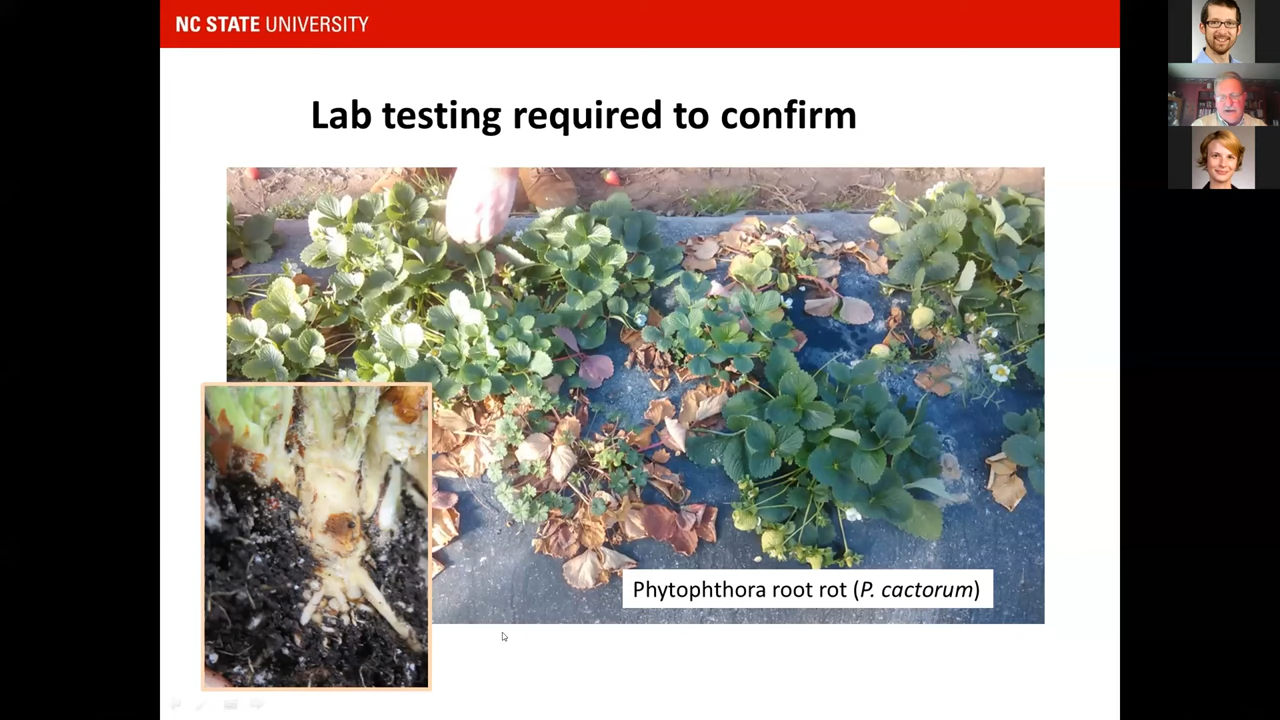 NC STATE UNIVERSITY
Lab testing required to confirm
Phytophthora root rot (P. cactorum)